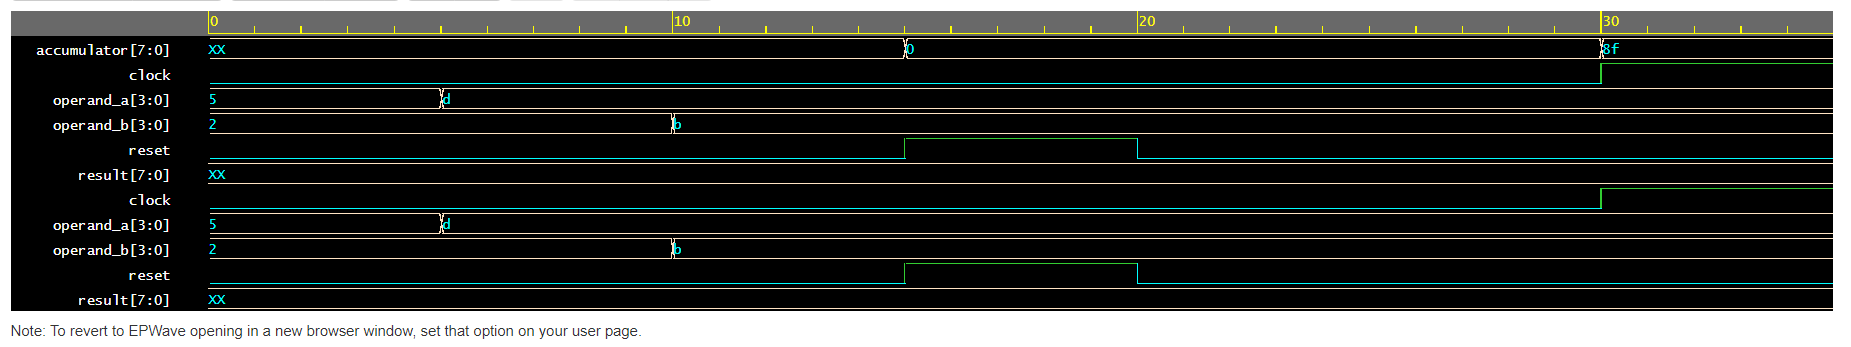 0 10 20 30
accumulator[7:0] XX 0 8f
clock
operand_a[3:0] 5 d
operand_b[3:0] 2 b
reset
result[7:0] XX
clock
operand_a[3:0] 5 d
operand_b[3:0] 2 b
reset
result[7:0] XX
Note: To revert to EPWave opening in a new browser window, set that option on your user page.